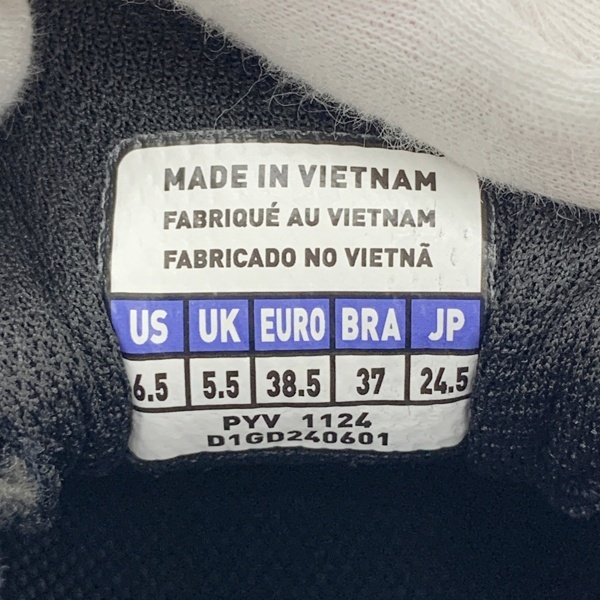 MADE IN VIETNAM
FABRIQUÉ AU VIETNAM
FABRICADO NO VIETNÃ
US UK EURO BRA JP
6.5 5.5 38.5 37 24.5
PYV 1124
D1GD240601